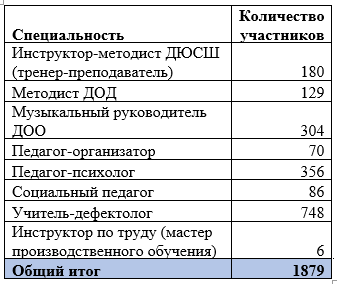 Специальность Количество участников
Инструктор-методист ДЮСШ
(тренер-преподаватель) 180
Методист ДОД 129
Музыкальный руководитель
ДОО 304
Педагог-организатор 70
Педагог-психолог 356
Социальный педагог 86
Учитель-дефектолог 748
Инструктор по труду (мастер
производственного обучения) 6
Общий итог 1879